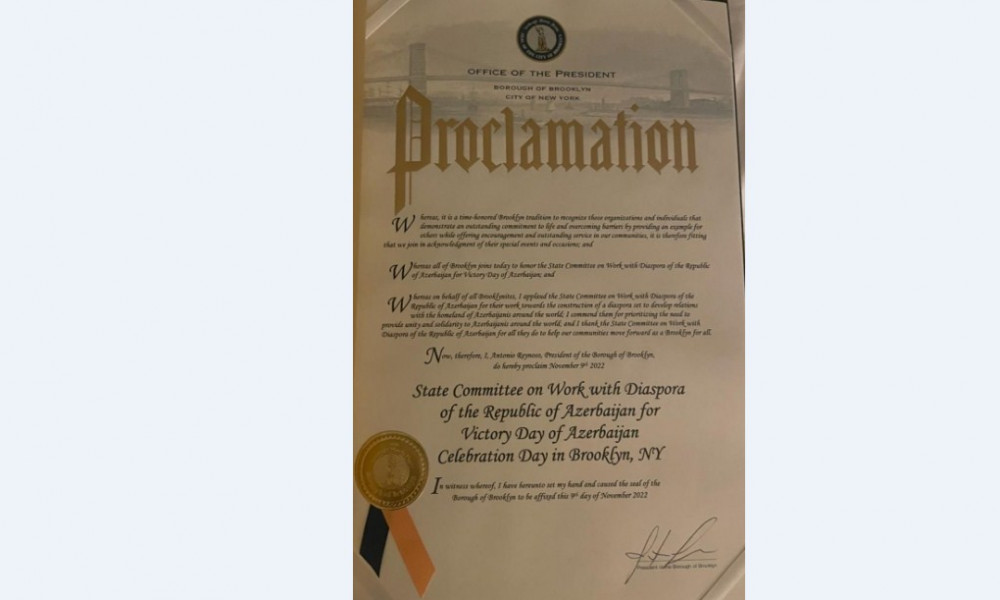 OFFICE OF THE PRESIDENT
BOROUGH OF BROOKLYN
CITY OF NEW YORK
Proclamation
Whereas, it is a time-honored Brooklyn tradition to recognize those organizations and individuals that
demonstrate an outstanding commitment to life and overcoming barriers by providing an example for
others while offering encouragement and outstanding service in our communities, it is therefore fitting
that we join in acknowledgment of their special events and occasions; and
Whereas all of Brooklyn joins today to honor the State Committee on Work with Diaspora of the Republic
of Azerbaijan for Victory Day of Azerbaijan; and
Whereas on behalf of all Brooklynites, I applaud the State Committee on Work with Diaspora of the
Republic of Azerbaijan for their work towards the construction of a diaspora set to develop relations
with the homeland of Azerbaijanis around the world; I commend them for prioritizing the need to
provide unity and solidarity to Azerbaijanis around the world; and I thank the State Committee on Work with
Diaspora of the Republic of Azerbaijan for all they do to help our communities move forward as a Brooklyn for all.
Now, therefore, I, Antonio Reynoso, President of the Borough of Brooklyn,
do hereby proclaim November 9th 2022
State Committee on Work with Diaspora
of the Republic of Azerbaijan for
Victory Day of Azerbaijan
Celebration Day in Brooklyn, NY
In witness whereof, I have hereunto set my hand and caused the seal of the
Borough of Brooklyn to be affixed this 9th day of November 2022
President of the Borough of Brooklyn